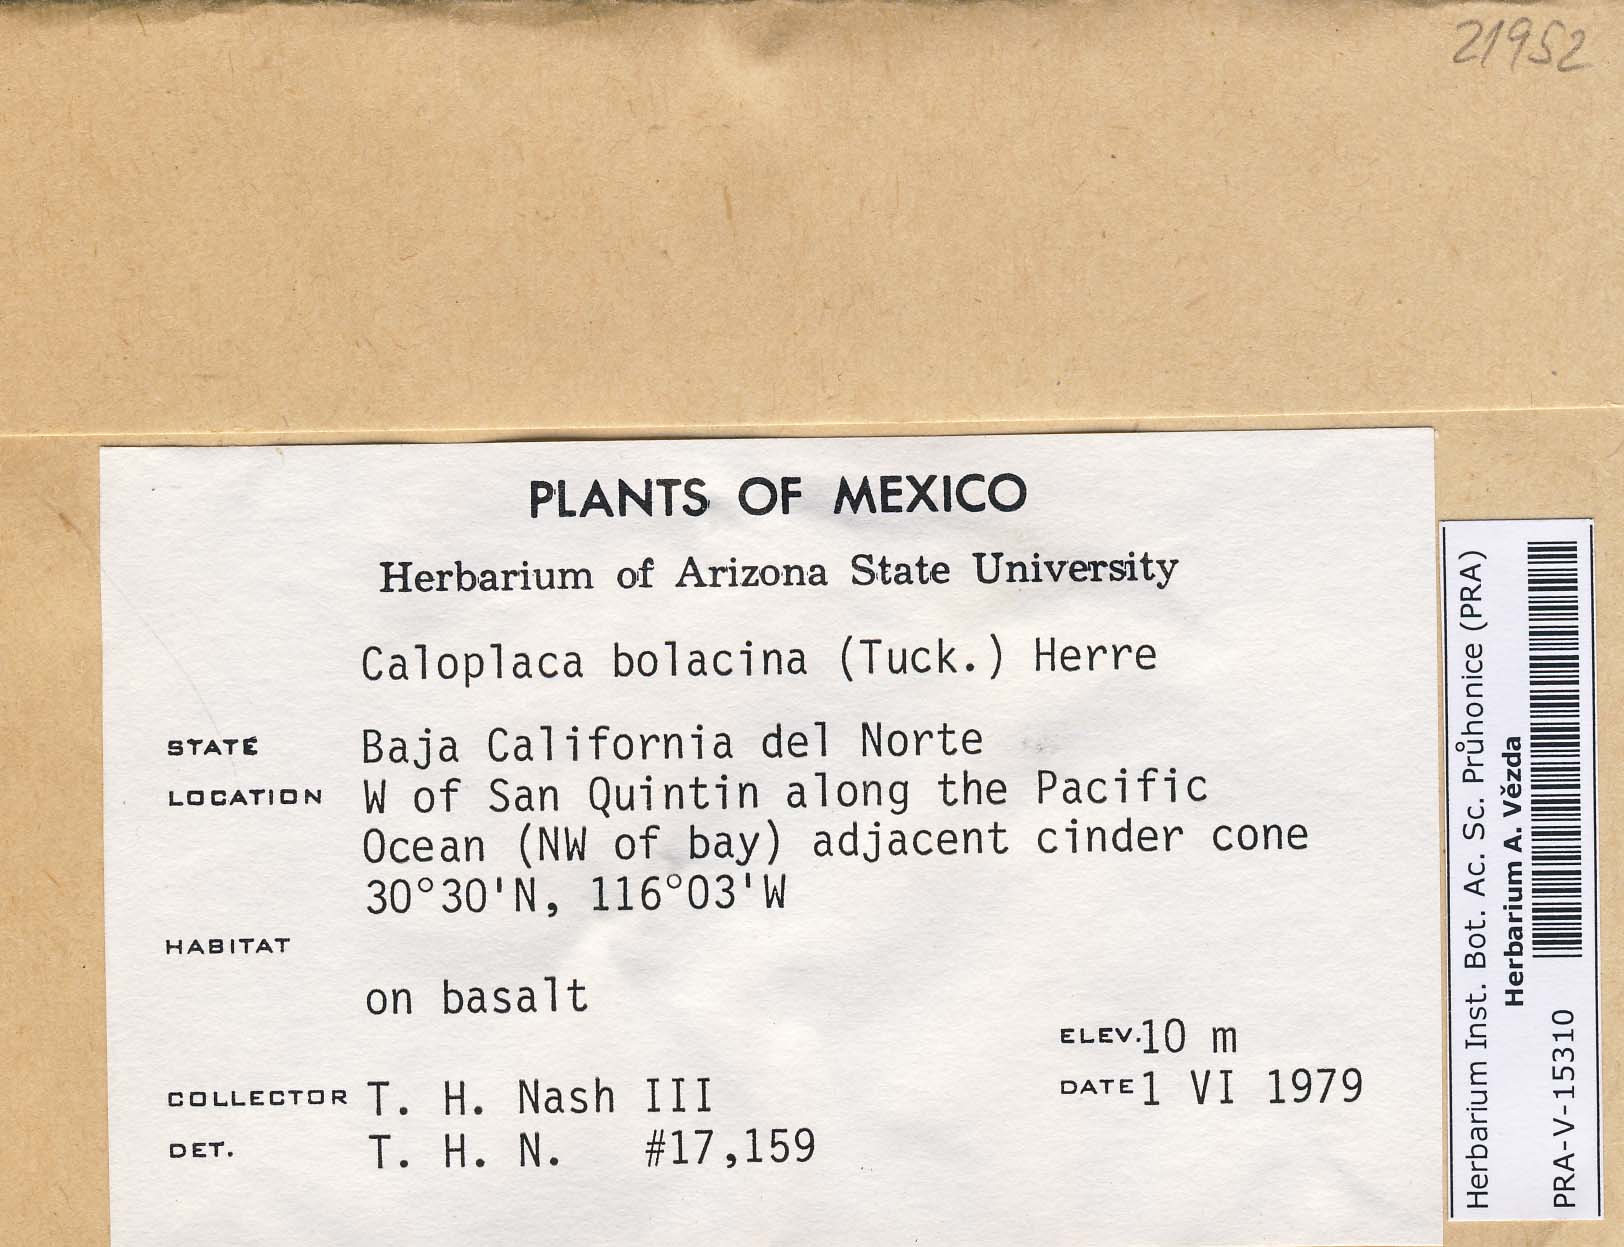 21952
PLANTS OF MEXICO
Herbarium of Arizona State University
Caloplaca bolacina (Tuck.) Herre
STATE Baja California del Norte
LOCATION W of San Quintin along the Pacific
Ocean (NW of bay) adjacent cinder cone
30°30'N, 116°03'W
HABITAT
on basalt
ELEV. 10 m
COLLECTOR T. H. Nash III
DATE 1 VI 1979
DET. T. H. N. #17,159
Herbarium Inst. Bot. Ac. Sc. Průhonice (PRA)
Herbarium A. Vězda
PRA-V-15310